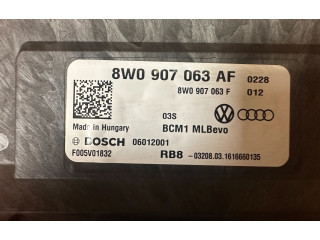 8W0 907 063 AF 0228
8W0 907 063 F 012
03S
Made in Hungary BCM1 MLBevo
BOSCH 06012001
F005V01832 RB8 -03208.03.1616660135